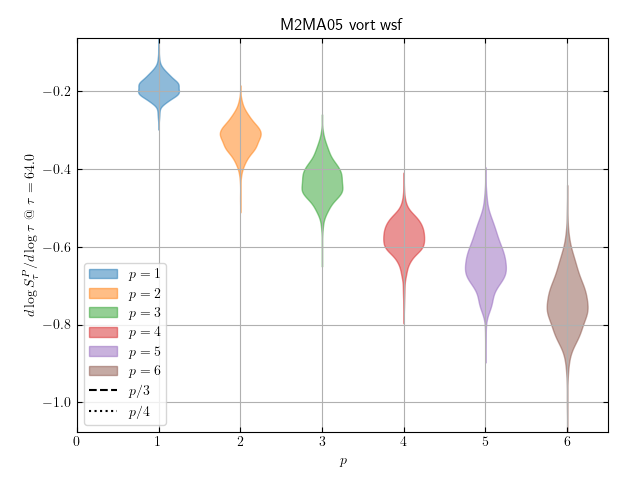 M2MA05 vort wsf
d log S_τ^P / d log τ @ τ = 64.0
−0.2
−0.4
−0.6
−0.8
−1.0
p = 1
p = 2
p = 3
p = 4
p = 5
p = 6
p/3
p/4
0 1 2 3 4 5 6
p